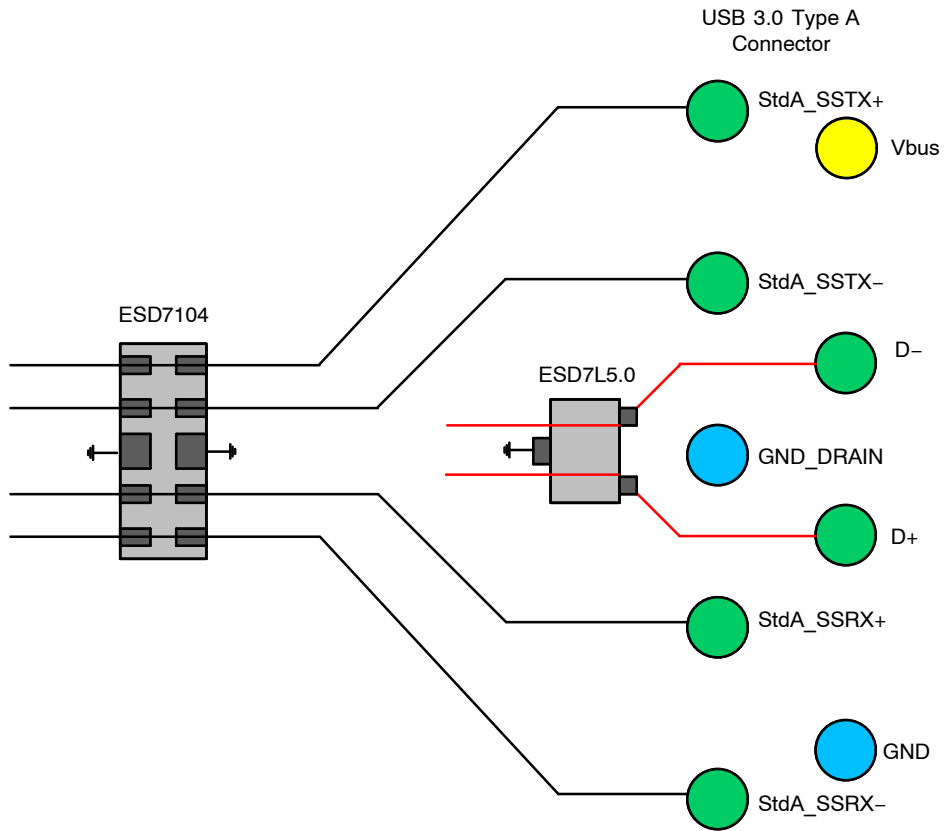 USB 3.0 Type A
Connector
StdA_SSTX+
Vbus
StdA_SSTX−
ESD7104
D−
ESD7L5.0
GND_DRAIN
D+
StdA_SSRX+
GND
StdA_SSRX−